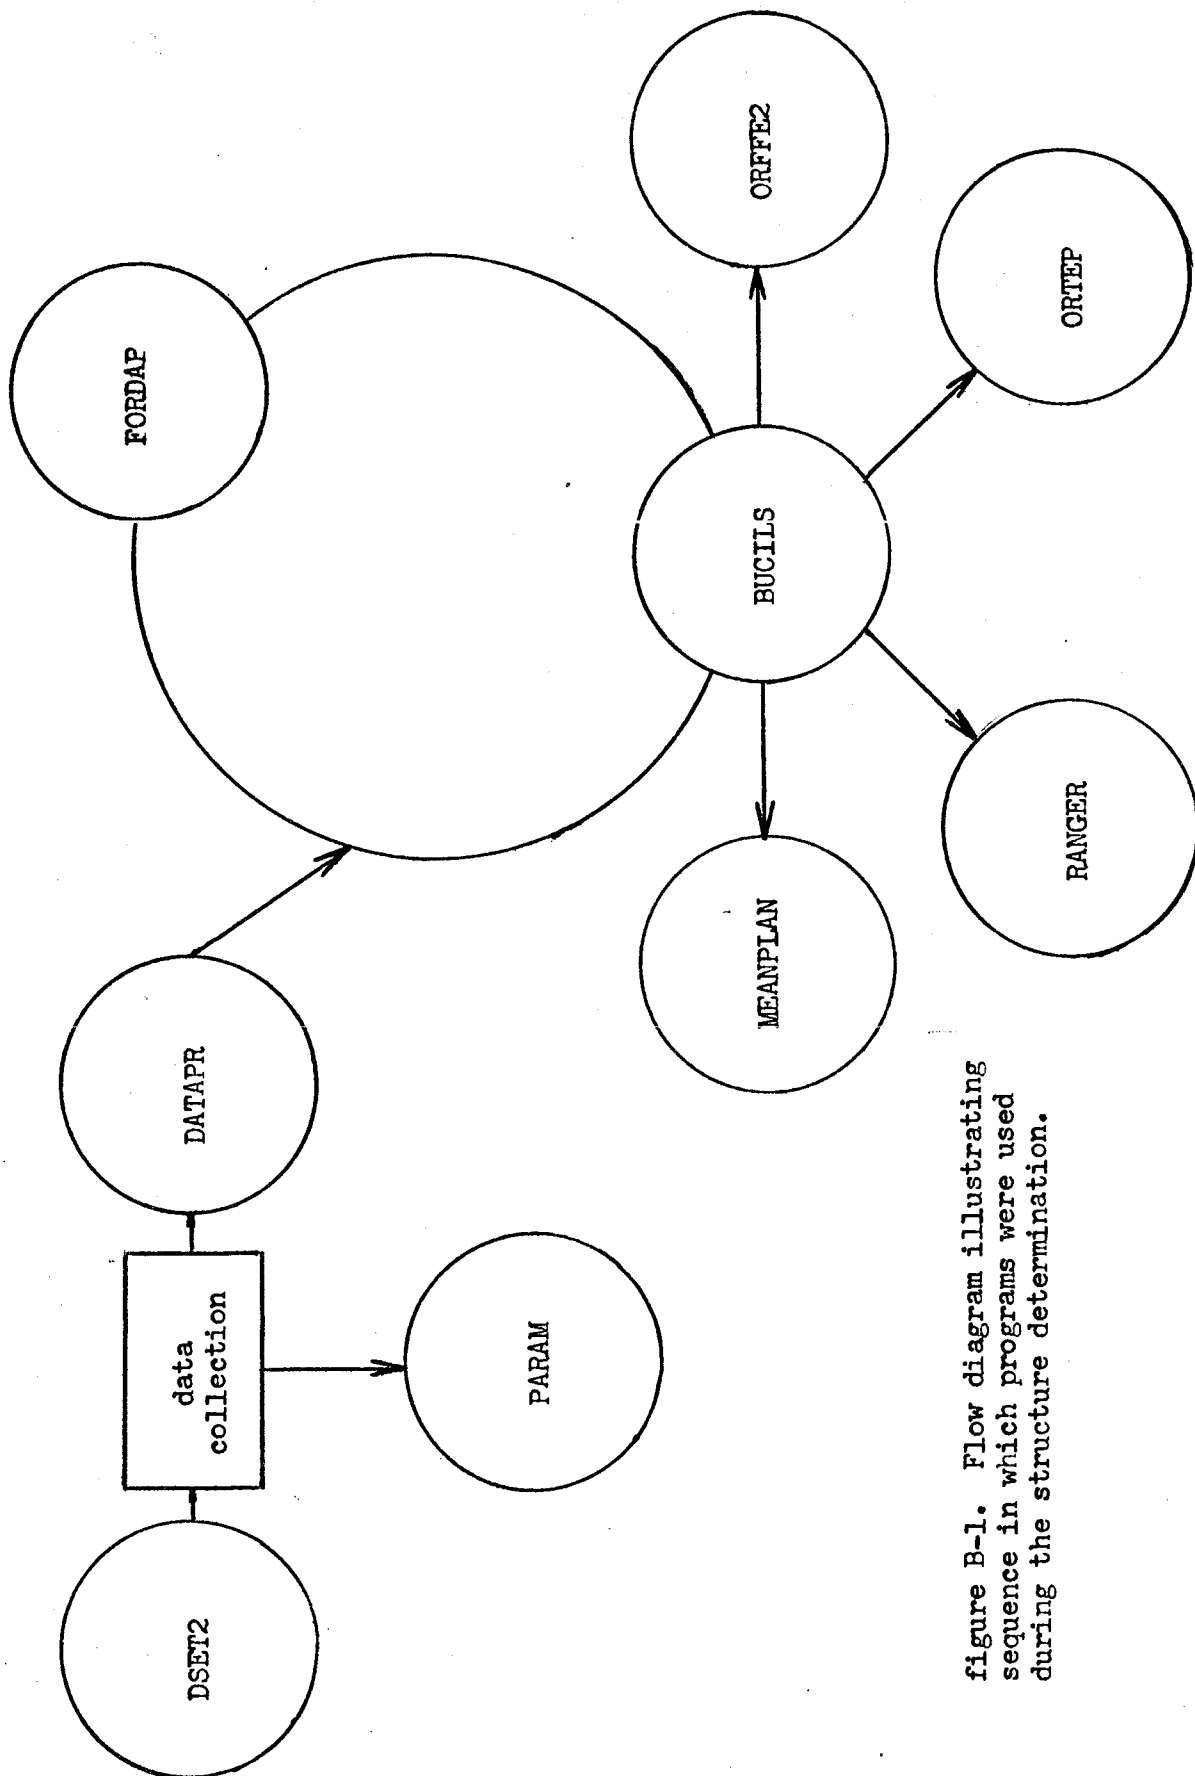 DSET2
data
collection
DATAPR
PARAM
FORDAP
BUCILS
MEANPLAN
RANGER
ORTEP
ORFFE2
figure B-1. Flow diagram illustrating
sequence in which programs were used
during the structure determination.